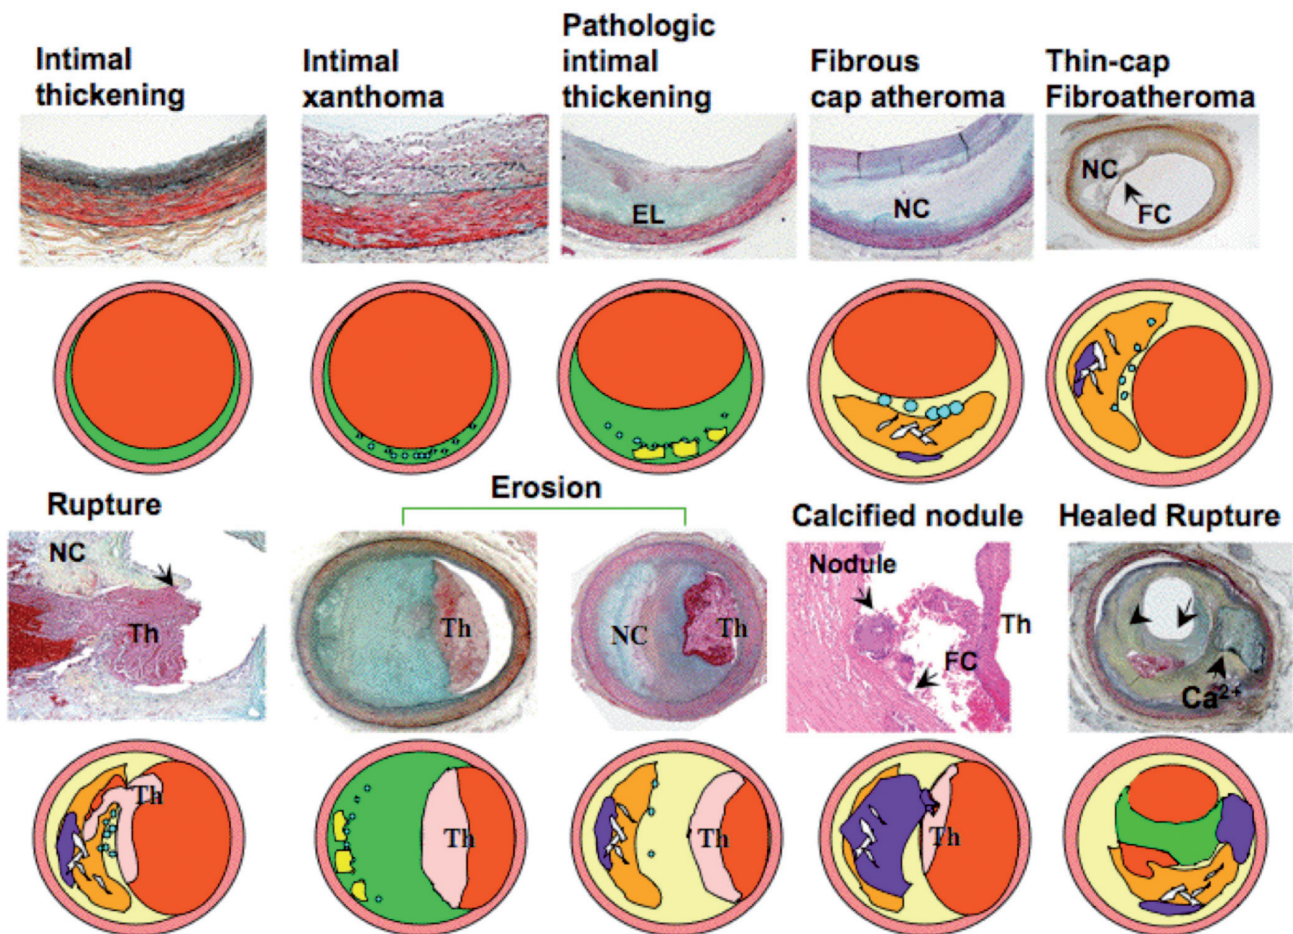 Intimal
thickening
Intimal
xanthoma
Pathologic
intimal
thickening
Fibrous
cap atheroma
Thin-cap
Fibroatheroma
EL
NC
NC
FC
Rupture
Erosion
Calcified nodule
Healed Rupture
NC
Th
Th
NC
Th
Nodule
FC
Th
Ca²⁺
Th
Th
Th
Th